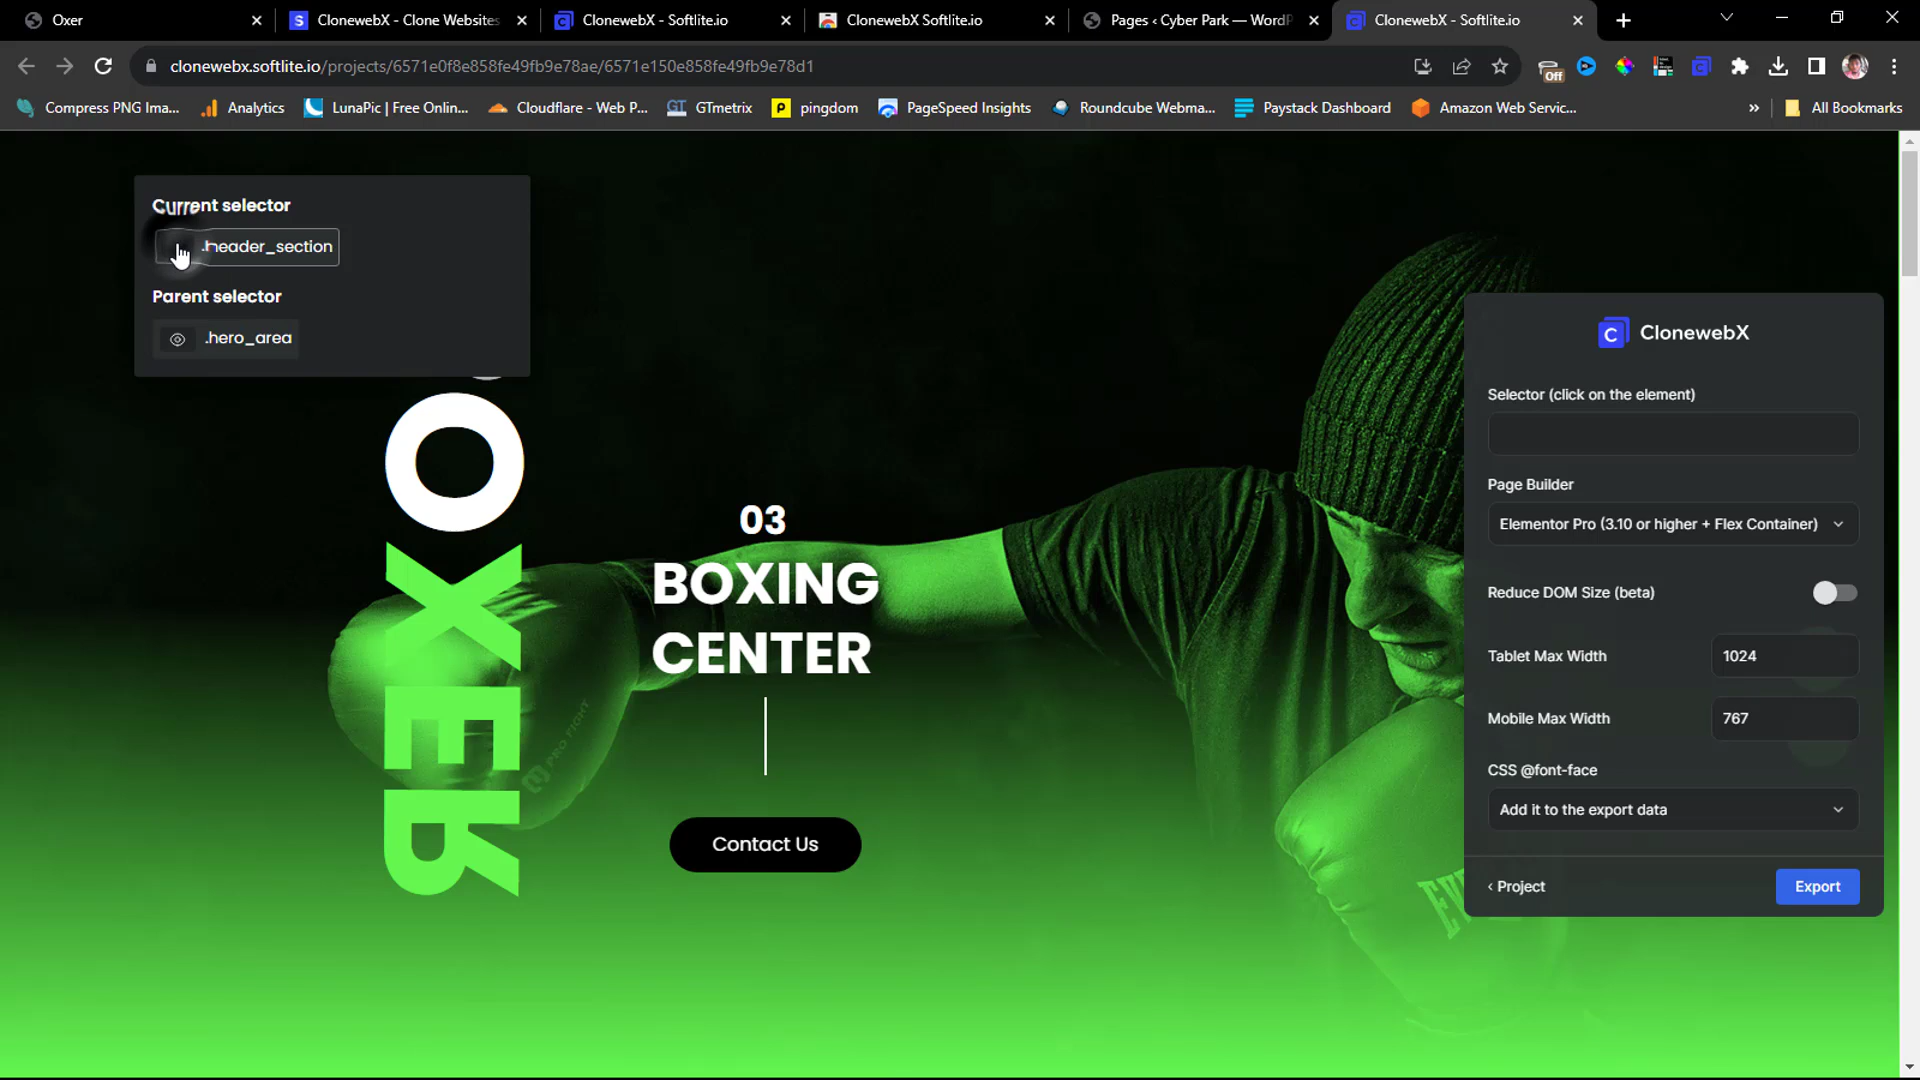 Oxer
ClonewebX - Clone Websites
ClonewebX - Softlite.io
ClonewebX Softlite.io
Pages ‹ Cyber Park — WordP
ClonewebX - Softlite.io
clonewebx.softlite.io/projects/6571e0f8e858fe49fb9e78ae/6571e150e858fe49fb9e78d1
Off
Compress PNG Ima...
Analytics
LunaPic | Free Onlin...
Cloudflare - Web P...
GTmetrix
pingdom
PageSpeed Insights
Roundcube Webma...
Paystack Dashboard
Amazon Web Servic...
»
All Bookmarks
Current selector
.header_section
Parent selector
.hero_area
OXER
03
BOXING
CENTER
Contact Us
PRO FIGHT
C ClonewebX
Selector (click on the element)
Page Builder
Elementor Pro (3.10 or higher + Flex Container)
Reduce DOM Size (beta)
Tablet Max Width 1024
Mobile Max Width 767
CSS @font-face
Add it to the export data
‹ Project
Export